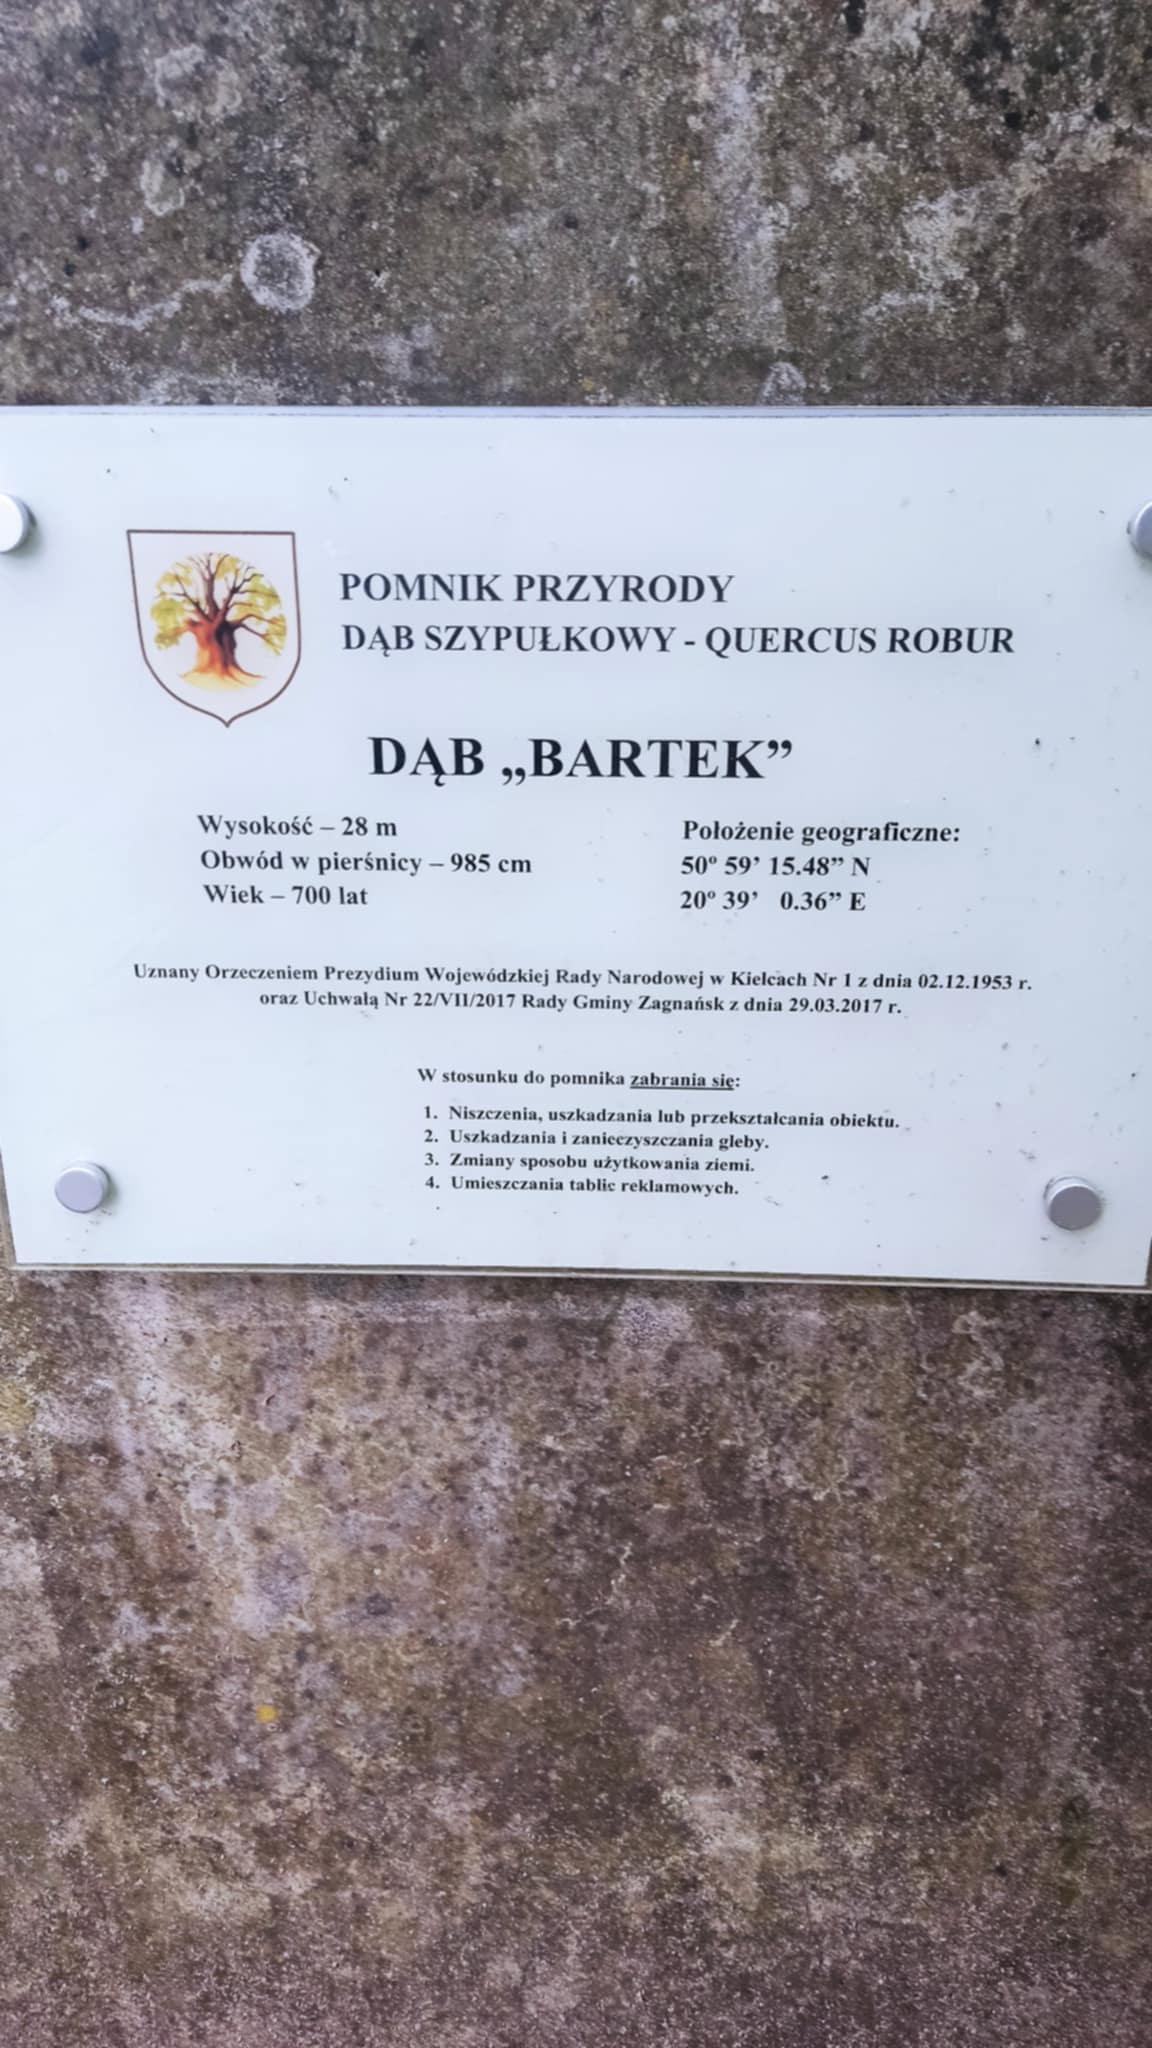 POMNIK PRZYRODY
DĄB SZYPUŁKOWY - QUERCUS ROBUR
DĄB „BARTEK”
Wysokość – 28 m
Obwód w pierśnicy – 985 cm
Wiek – 700 lat
Położenie geograficzne:
50º 59’ 15.48” N
20º 39’ 0.36” E
Uznany Orzeczeniem Prezydium Wojewódzkiej Rady Narodowej w Kielcach Nr 1 z dnia 02.12.1953 r.
oraz Uchwałą Nr 22/VII/2017 Rady Gminy Zagnańsk z dnia 29.03.2017 r.
W stosunku do pomnika zabrania się:
1. Niszczenia, uszkadzania lub przekształcania obiektu.
2. Uszkadzania i zanieczyszczania gleby.
3. Zmiany sposobu użytkowania ziemi.
4. Umieszczania tablic reklamowych.